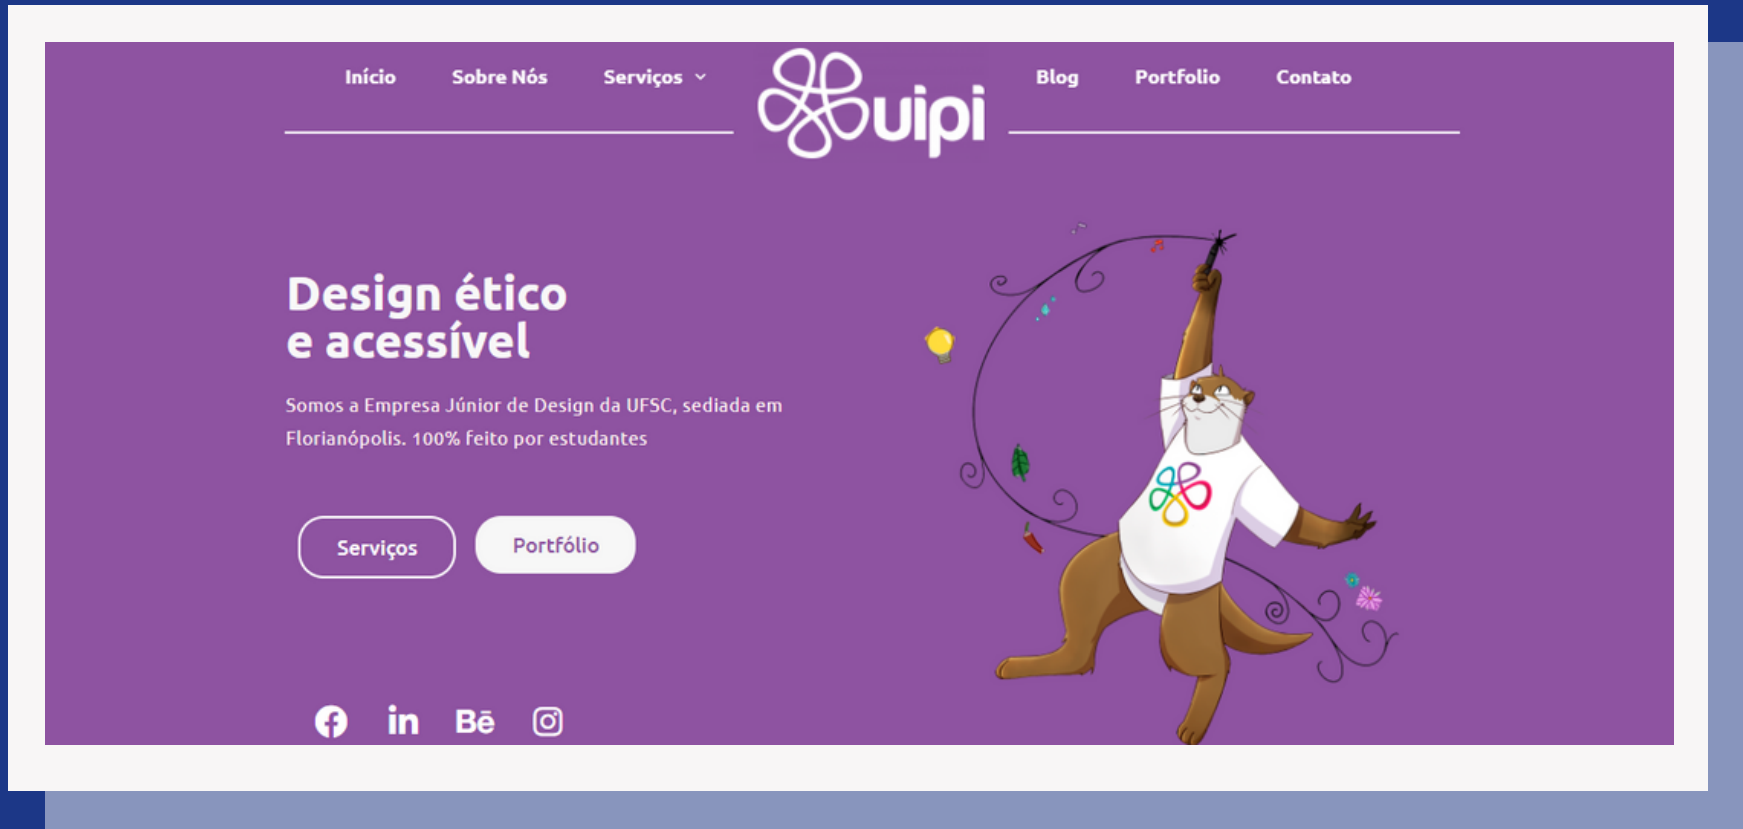 Início Sobre Nós Serviços uipi Blog Portfolio Contato
Design ético
e acessível
Somos a Empresa Júnior de Design da UFSC, sediada em
Florianópolis. 100% feito por estudantes
Serviços Portfólio
in Bē